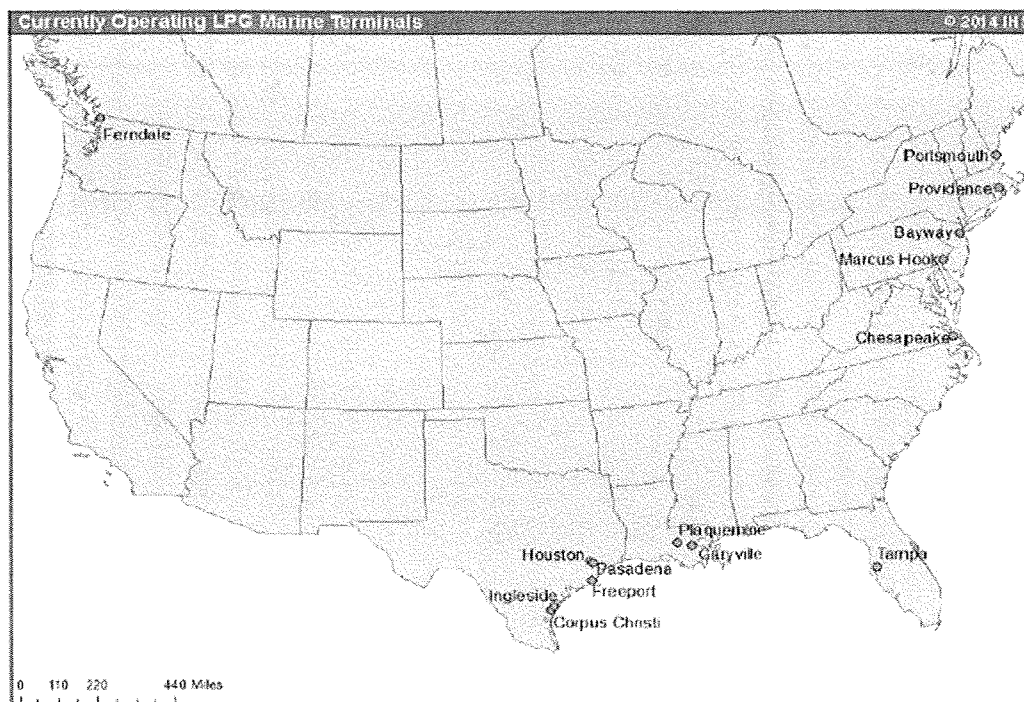 Currently Operating LPG Marine Terminals
© 2014 IH
Ferndale
Portsmouth
Providence
Bayway
Marcus Hook
Chesapeake
Plaquemine
Garyville
Tampa
Houston
Pasadena
Freeport
Ingleside
Corpus Christi
0 110 220 440 Miles